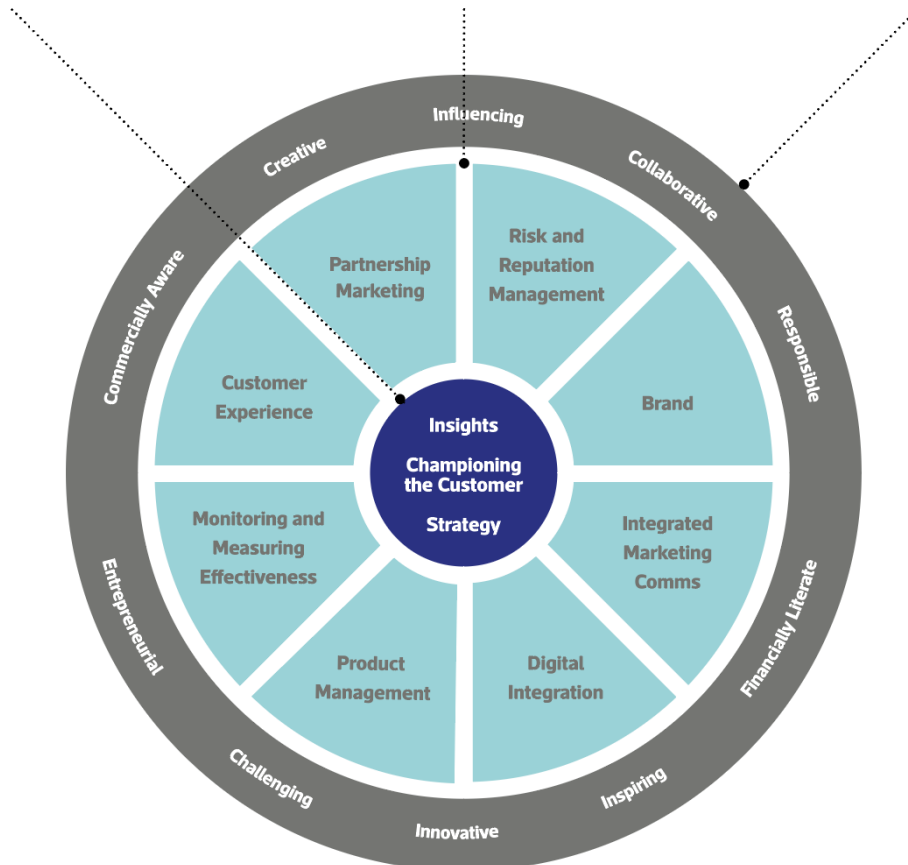 Influencing
Collaborative
Responsible
Financially Literate
Inspiring
Innovative
Challenging
Entrepreneurial
Commercially Aware
Creative
Partnership
Marketing
Risk and
Reputation
Management
Brand
Integrated
Marketing
Comms
Digital
Integration
Product
Management
Monitoring and
Measuring
Effectiveness
Customer
Experience
Insights
Championing
the Customer
Strategy